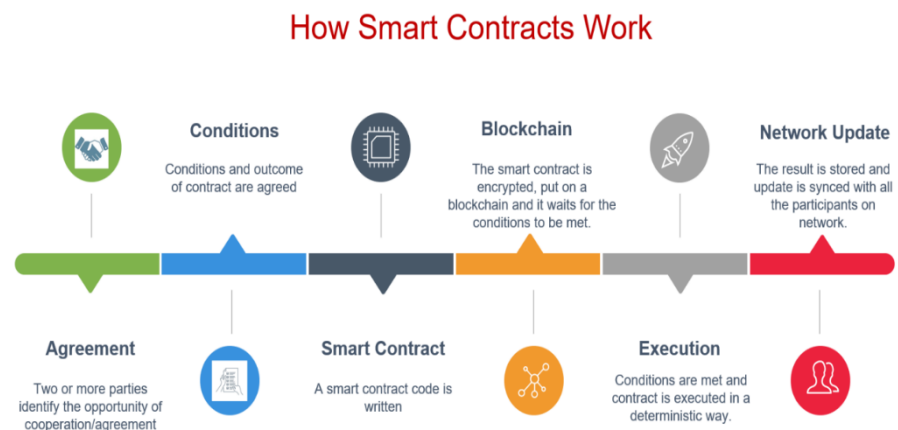 How Smart Contracts Work
Conditions
Conditions and outcome
of contract are agreed
Blockchain
The smart contract is
encrypted, put on a
blockchain and it waits for the
conditions to be met.
Network Update
The result is stored and
update is synced with all
the participants on
network.
Agreement
Two or more parties
identify the opportunity of
cooperation/agreement
Smart Contract
A smart contract code is
written
Execution
Conditions are met and
contract is executed in a
deterministic way.